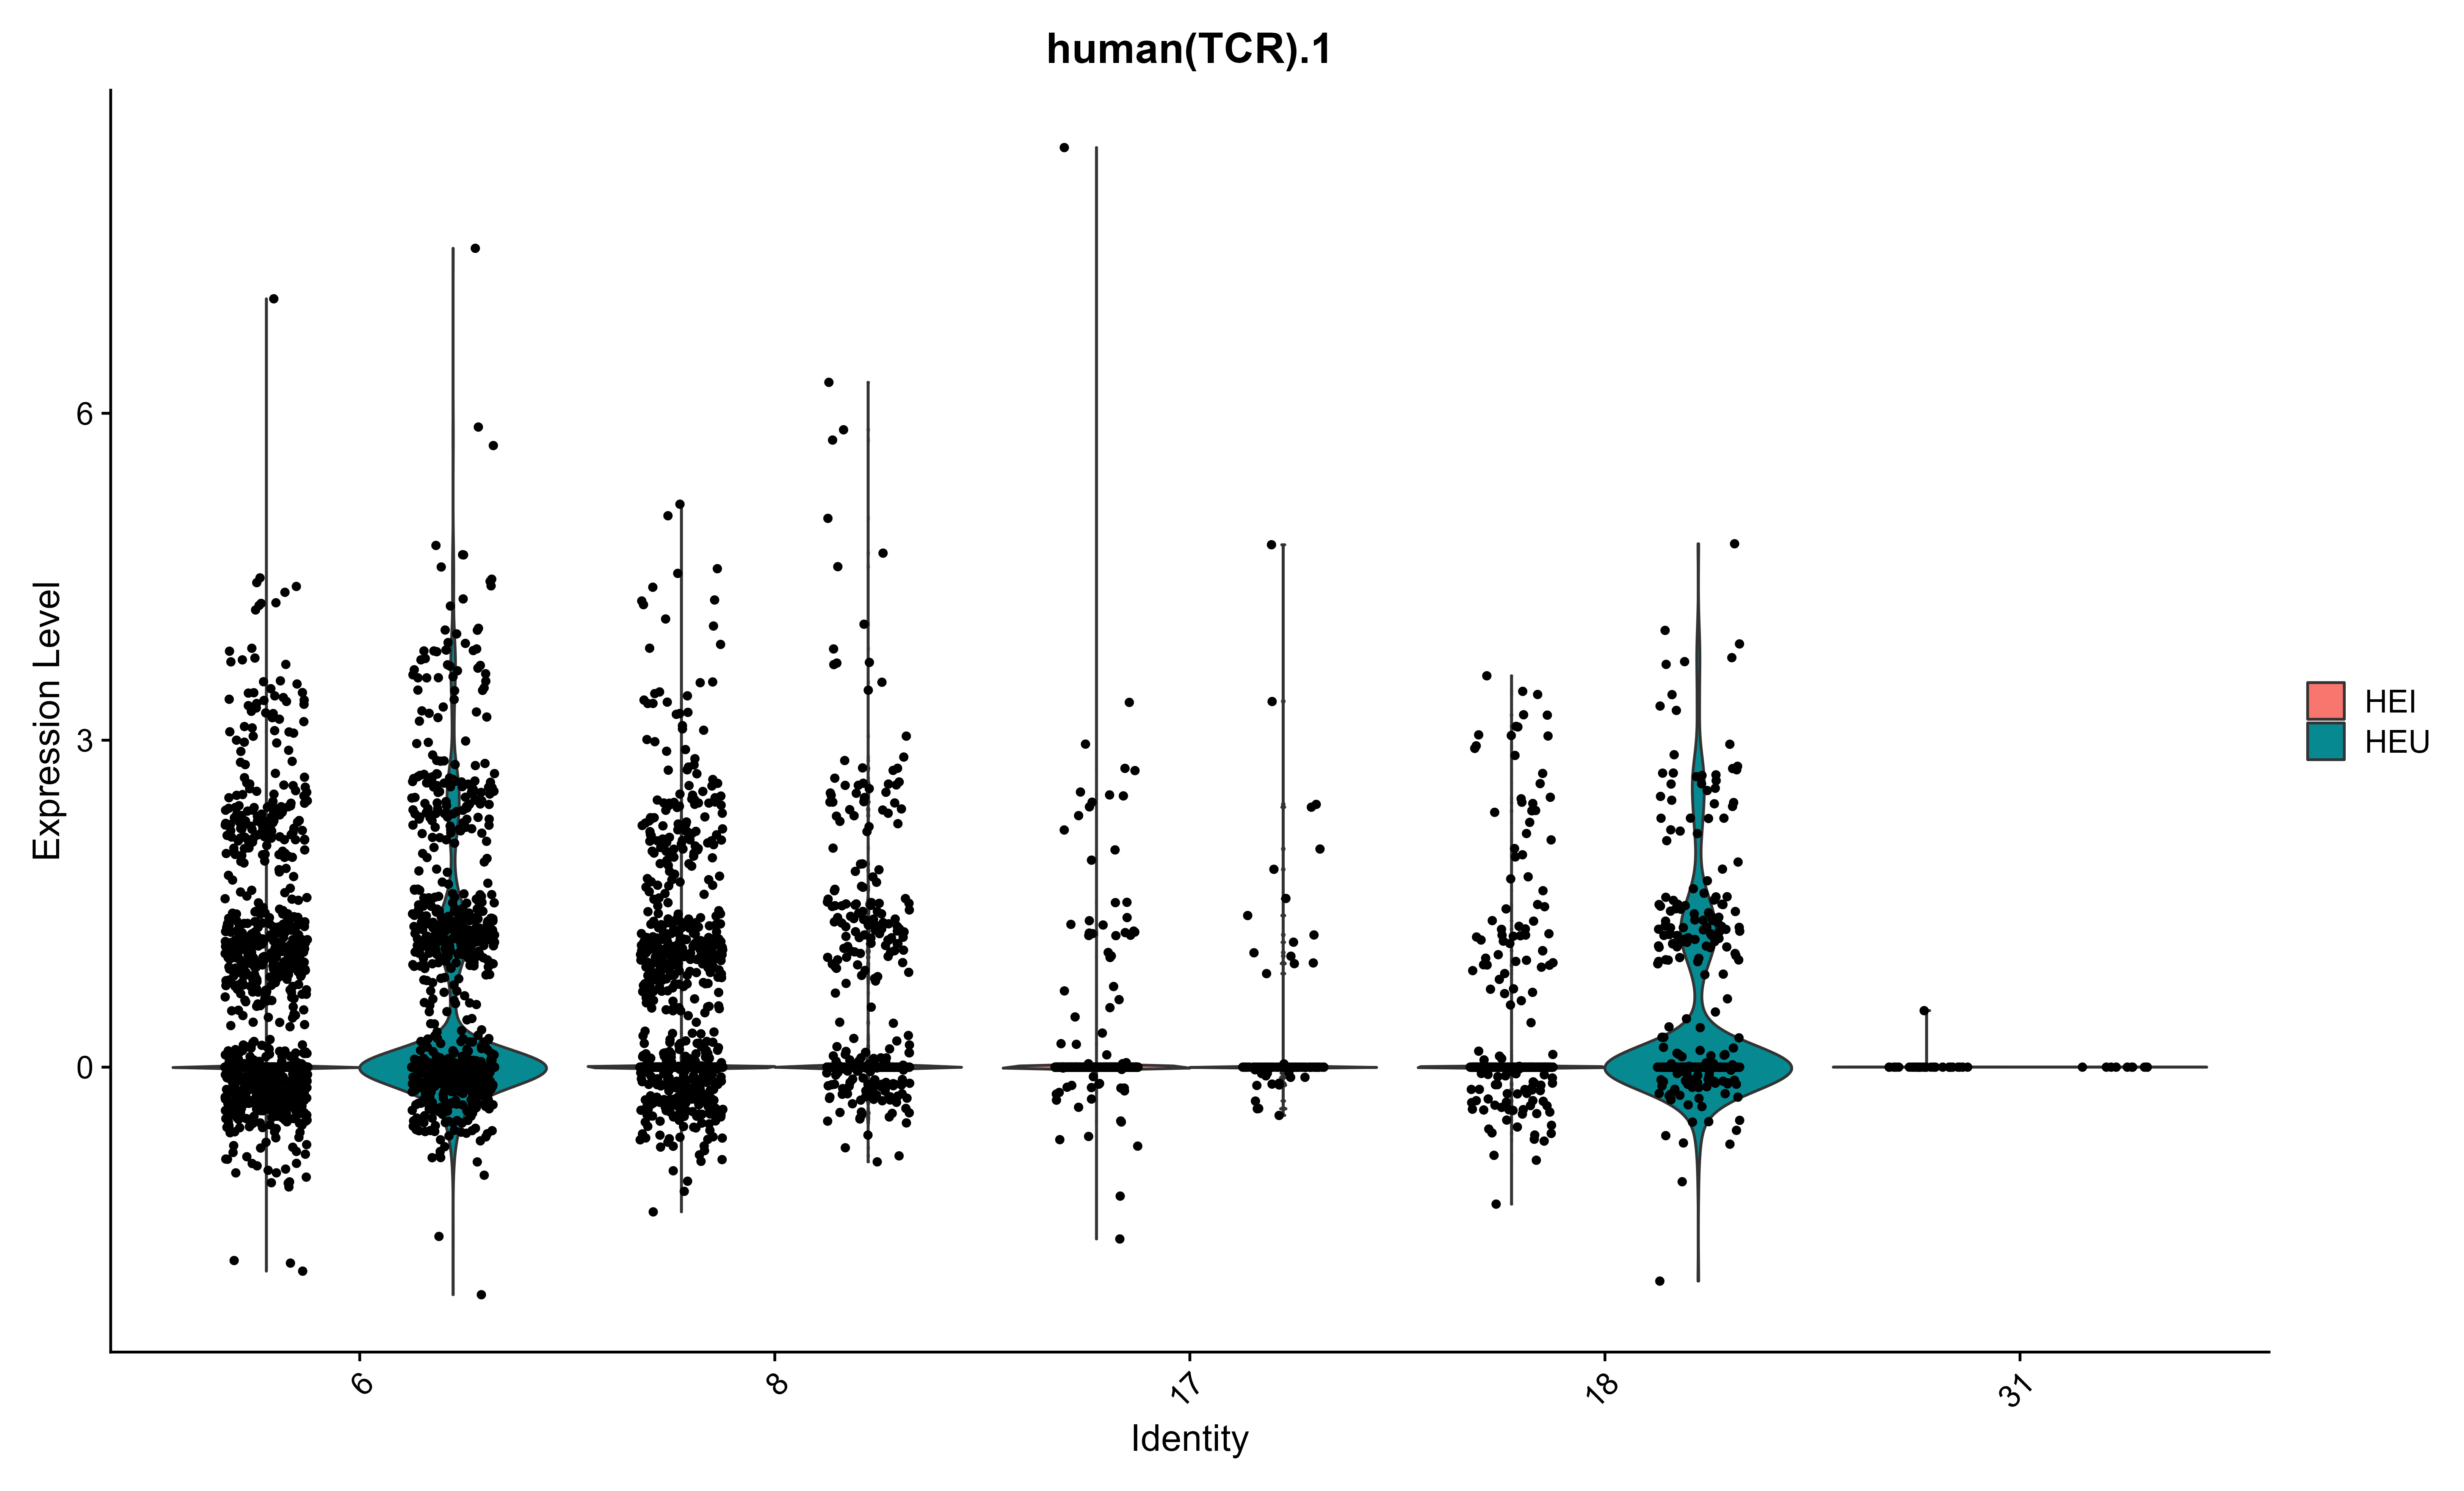 human(TCR).1
Expression Level
6
3
0
6
8
17
18
31
Identity
HEI
HEU